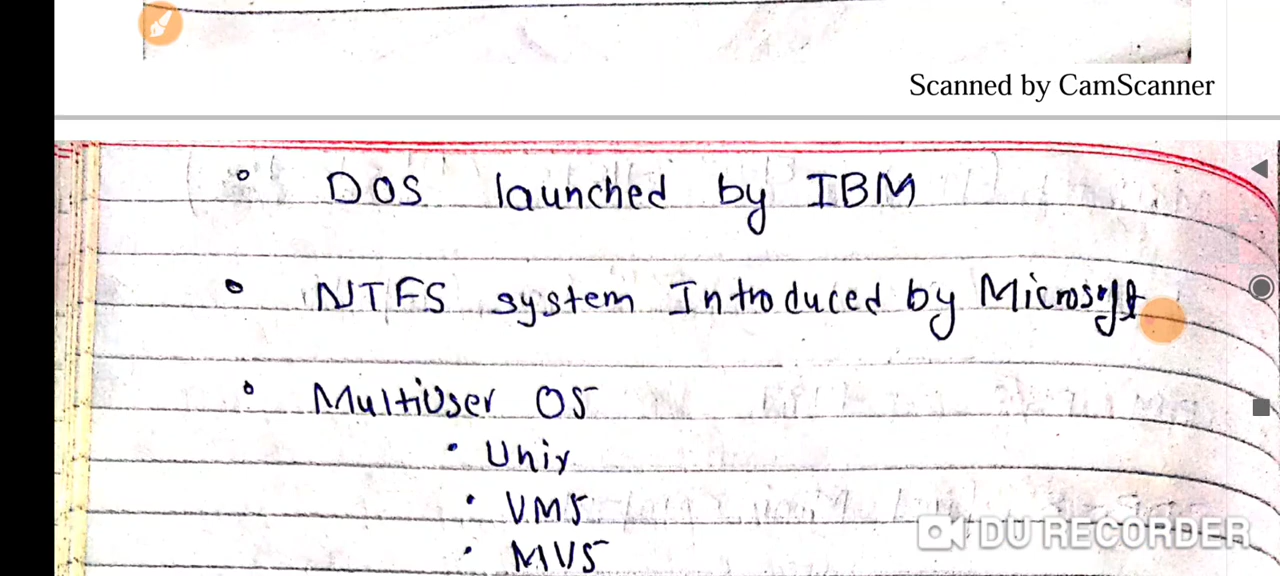 Scanned by CamScanner
DOS launched by IBM
NTFS system Introduced by Microsoft
MultiUser OS
Unix
VMS
MVS
DU RECORDER